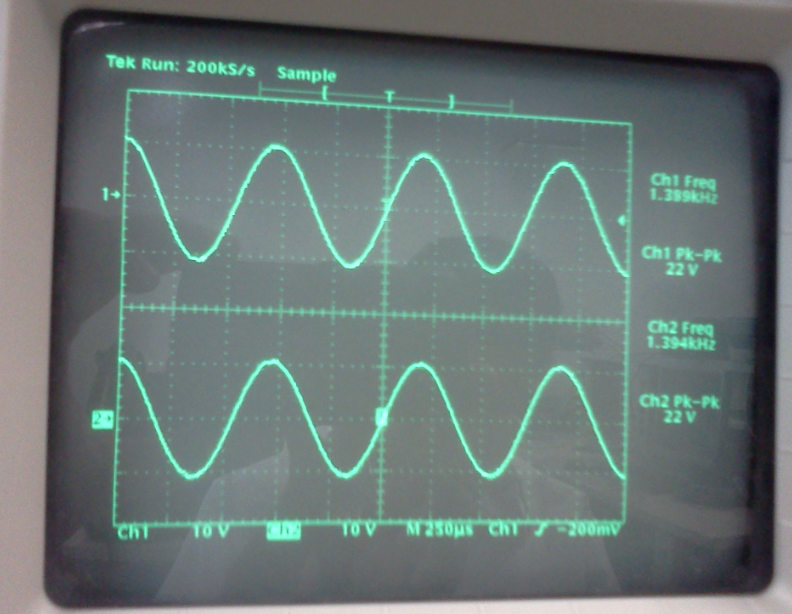 Tek Run: 200kS/s Sample
[ T ]
1→
Ch1 Freq
1.389kHz
Ch1 Pk-Pk
22 V
Ch2 Freq
1.394kHz
Ch2 Pk-Pk
22 V
2→
Ch1 10 V Ch2 10 V M 250µs Ch1 ƒ -200mV